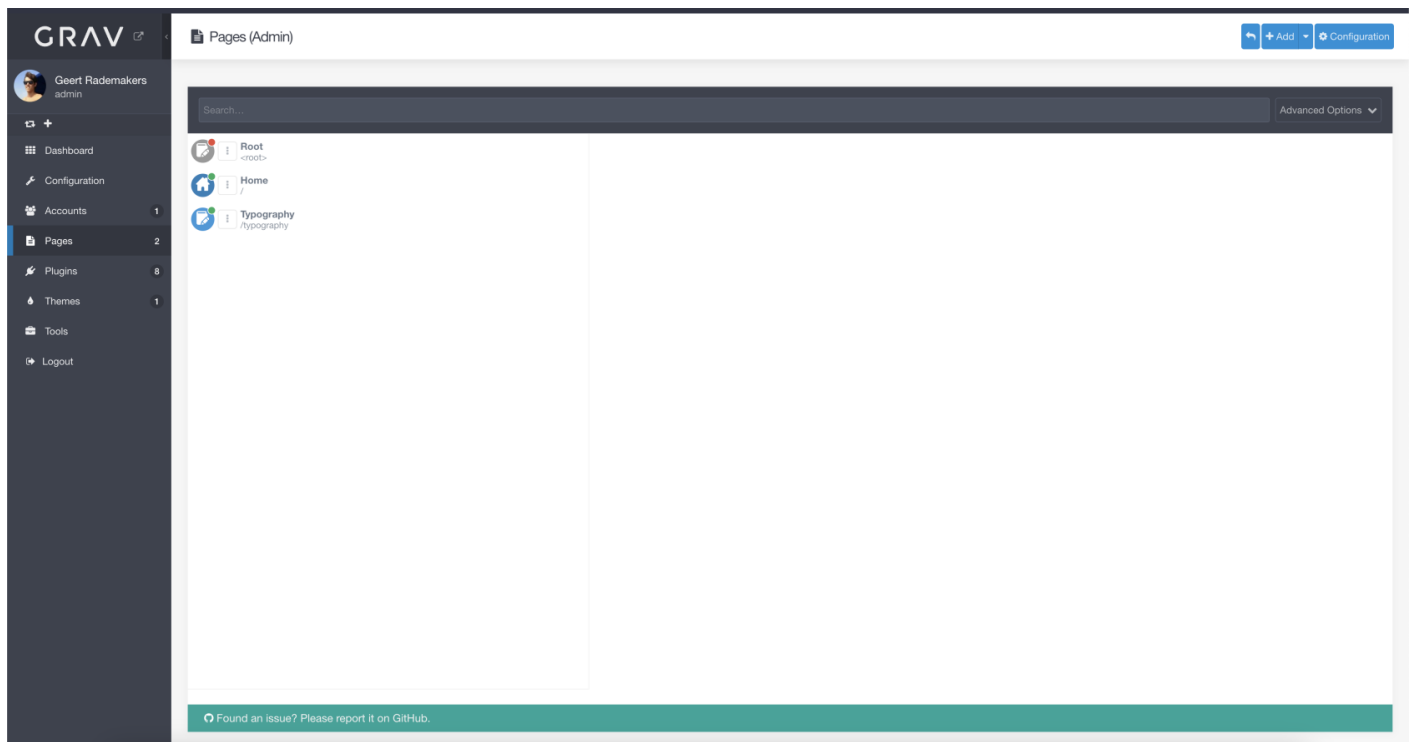 GRAV
Geert Rademakers
admin
Dashboard
Configuration
Accounts 1
Pages 2
Plugins 8
Themes 1
Tools
Logout
Pages (Admin)
Add
Configuration
Search...
Advanced Options
Root
<root>
Home
/
Typography
/typography
Found an issue? Please report it on GitHub.